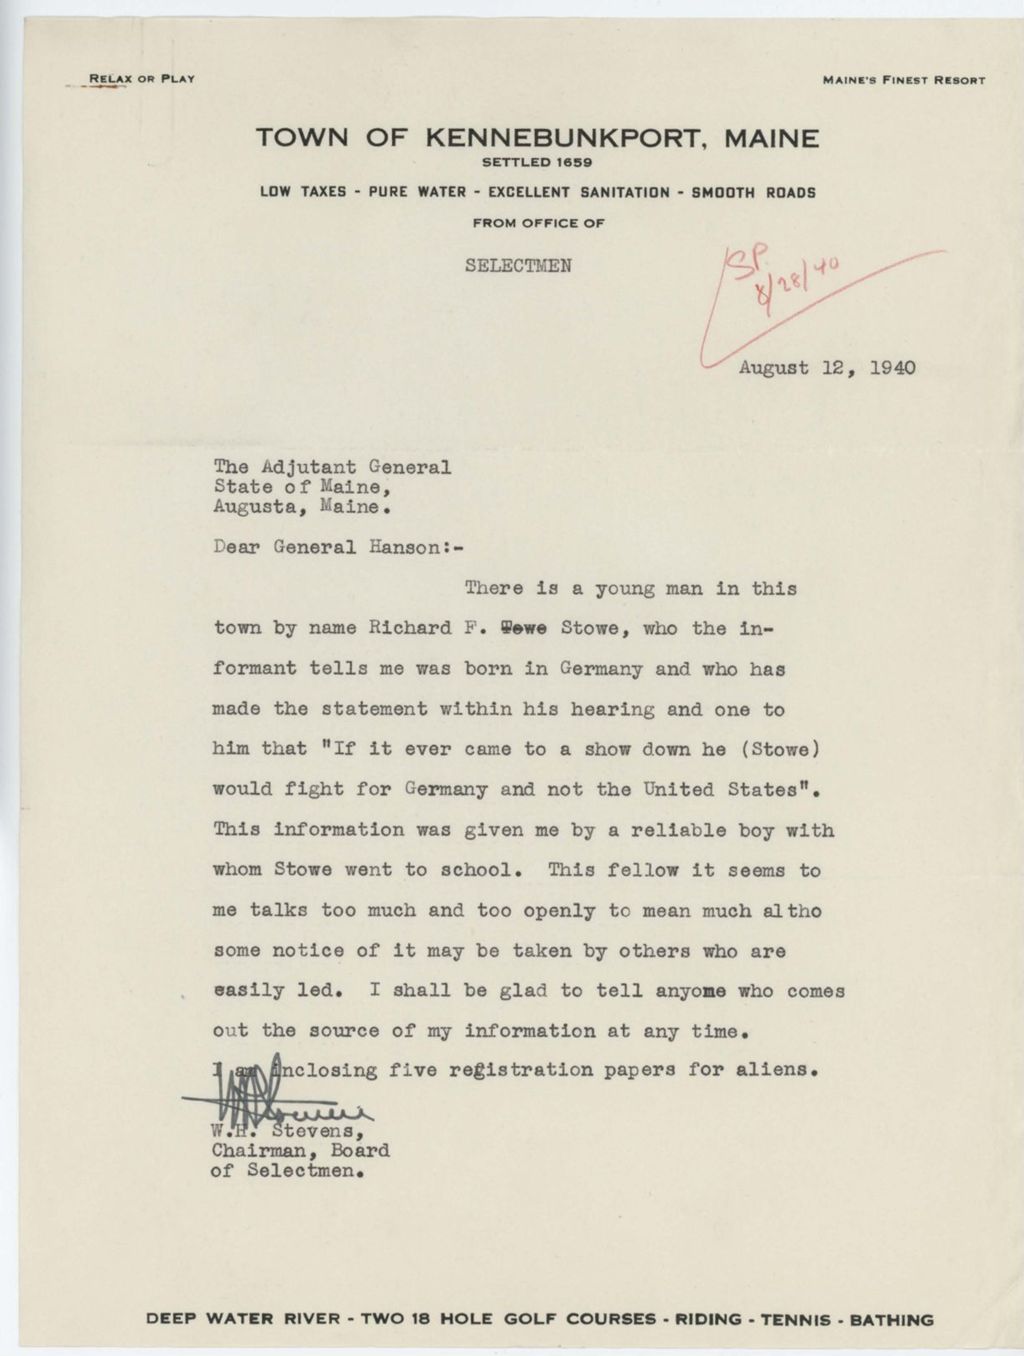 RELAX OR PLAY
MAINE'S FINEST RESORT
TOWN OF KENNEBUNKPORT, MAINE
SETTLED 1659
LOW TAXES - PURE WATER - EXCELLENT SANITATION - SMOOTH ROADS
FROM OFFICE OF
SELECTMEN
SP
8/28/40
August 12, 1940
The Adjutant General
State of Maine,
Augusta, Maine.
Dear General Hanson:-
There is a young man in this
town by name Richard F. Towe Stowe, who the in-
formant tells me was born in Germany and who has
made the statement within his hearing and one to
him that "If it ever came to a show down he (Stowe)
would fight for Germany and not the United States".
This information was given me by a reliable boy with
whom Stowe went to school. This fellow it seems to
me talks too much and too openly to mean much altho
some notice of it may be taken by others who are
easily led. I shall be glad to tell anyone who comes
out the source of my information at any time.
I am inclosing five registration papers for aliens.
W.H. Stevens,
Chairman, Board
of Selectmen.
DEEP WATER RIVER - TWO 18 HOLE GOLF COURSES - RIDING - TENNIS - BATHING